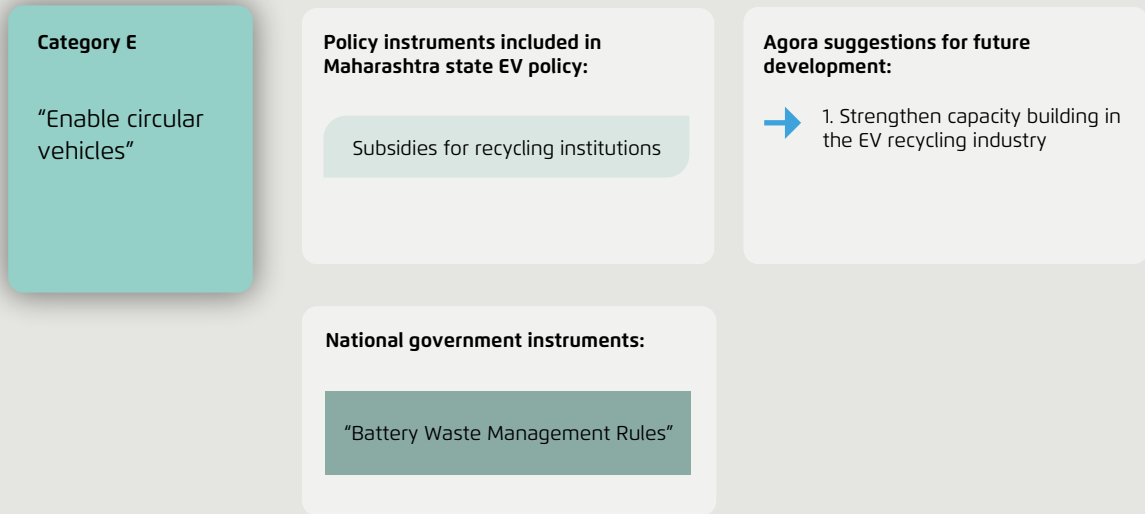 Category E
“Enable circular
vehicles”
Policy instruments included in
Maharashtra state EV policy:
Subsidies for recycling institutions
Agora suggestions for future
development:
1. Strengthen capacity building in
the EV recycling industry
National government instruments:
“Battery Waste Management Rules”